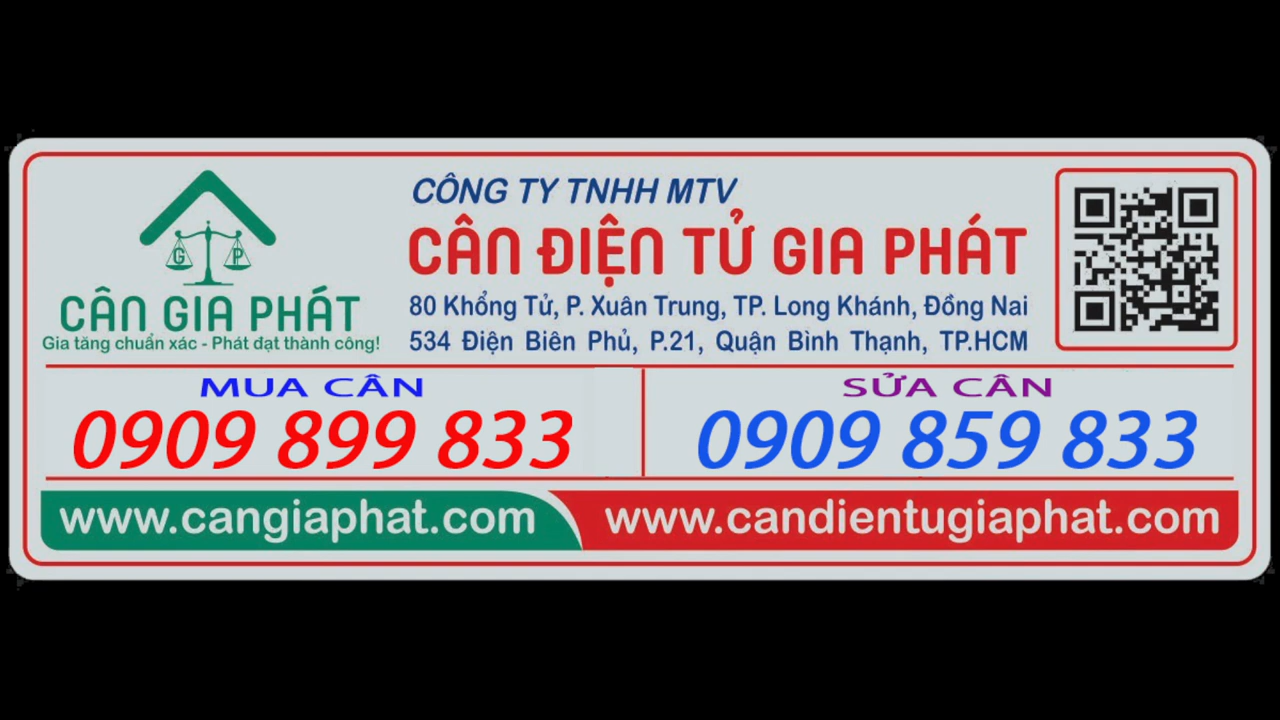 CÔNG TY TNHH MTV
CÂN ĐIỆN TỬ GIA PHÁT
80 Khổng Tử, P. Xuân Trung, TP. Long Khánh, Đồng Nai
534 Điện Biên Phủ, P.21, Quận Bình Thạnh, TP.HCM
G P
CÂN GIA PHÁT
Gia tăng chuẩn xác - Phát đạt thành công!
MUA CÂN
0909 899 833
SỬA CÂN
0909 859 833
www.cangiaphat.com
www.candientugiaphat.com